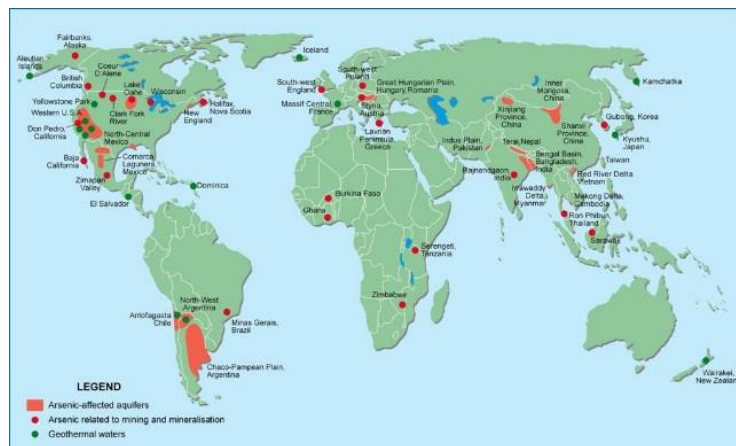 Fairbanks,
Alaska
Aleutian
Islands
British
Columbia
Coeur
D'Alene
Lake
Oahe
Wisconsin
Yellowstone Park
Western U.S.A.
Clark Fork
River
New
England
Halifax,
Nova Scotia
Don Pedro,
California
North-Central
Mexico
Baja
California
Comarca
Lagunera
Mexico
Zimapan
Valley
El Salvador
Dominica
Iceland
South-west
England
South-west
Poland
Massif Central,
France
Great Hungarian Plain,
Hungary, Romania
Styria,
Austria
Lavrion
Peninsula,
Greece
Burkina Faso
Ghana
Serengeti,
Tanzania
Zimbabwe
Inner
Mongolia,
China
Xinjiang
Province,
China
Shanxi
Province,
China
Kamchatka
Gubong, Korea
Kyushu,
Japan
Taiwan
Indus Plain,
Pakistan
Terai, Nepal
Bengal Basin,
Bangladesh,
India
Red River Delta
Vietnam
Rajnandgaon,
India
Irrawaddy
Delta,
Myanmar
Mekong Delta,
Cambodia
Ron Phibun,
Thailand
Sarawak
Antofagasta
Chile
North-West
Argentina
Minas Gerais,
Brazil
Chaco-Pampean Plain,
Argentina
Wairakei,
New Zealand
LEGEND
Arsenic-affected aquifers
Arsenic related to mining and mineralisation
Geothermal waters